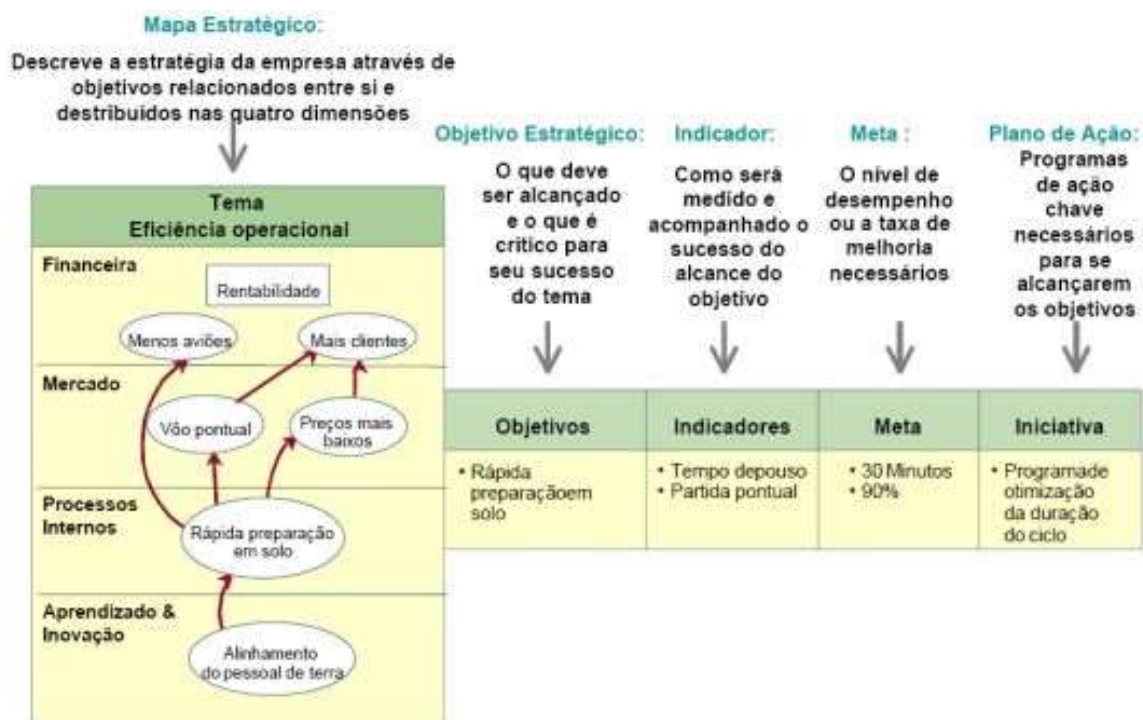 Mapa Estratégico:
Descreve a estratégia da empresa através de
objetivos relacionados entre si e
destribuídos nas quatro dimensões
Tema
Eficiência operacional
Financeira
Rentabilidade
Menos aviões
Mais clientes
Mercado
Vôo pontual
Preços mais
baixos
Processos
Internos
Rápida preparação
em solo
Aprendizado &
Inovação
Alinhamento
do pessoal de terra
Objetivo Estratégico:
O que deve
ser alcançado
e o que é
critico para
seu sucesso
do tema
Indicador:
Como será
medido e
acompanhado o
sucesso do
alcance do
objetivo
Meta :
O nível de
desempenho
ou a taxa de
melhoria
necessários
Plano de Ação:
Programas
de ação
chave
necessários
para se
alcançarem
os objetivos
Objetivos
Indicadores
Meta
Iniciativa
• Rápida
preparaçãoem
solo
• Tempo depouso
• Partida pontual
• 30 Minutos
• 90%
• Programade
otimização
da duração
do ciclo